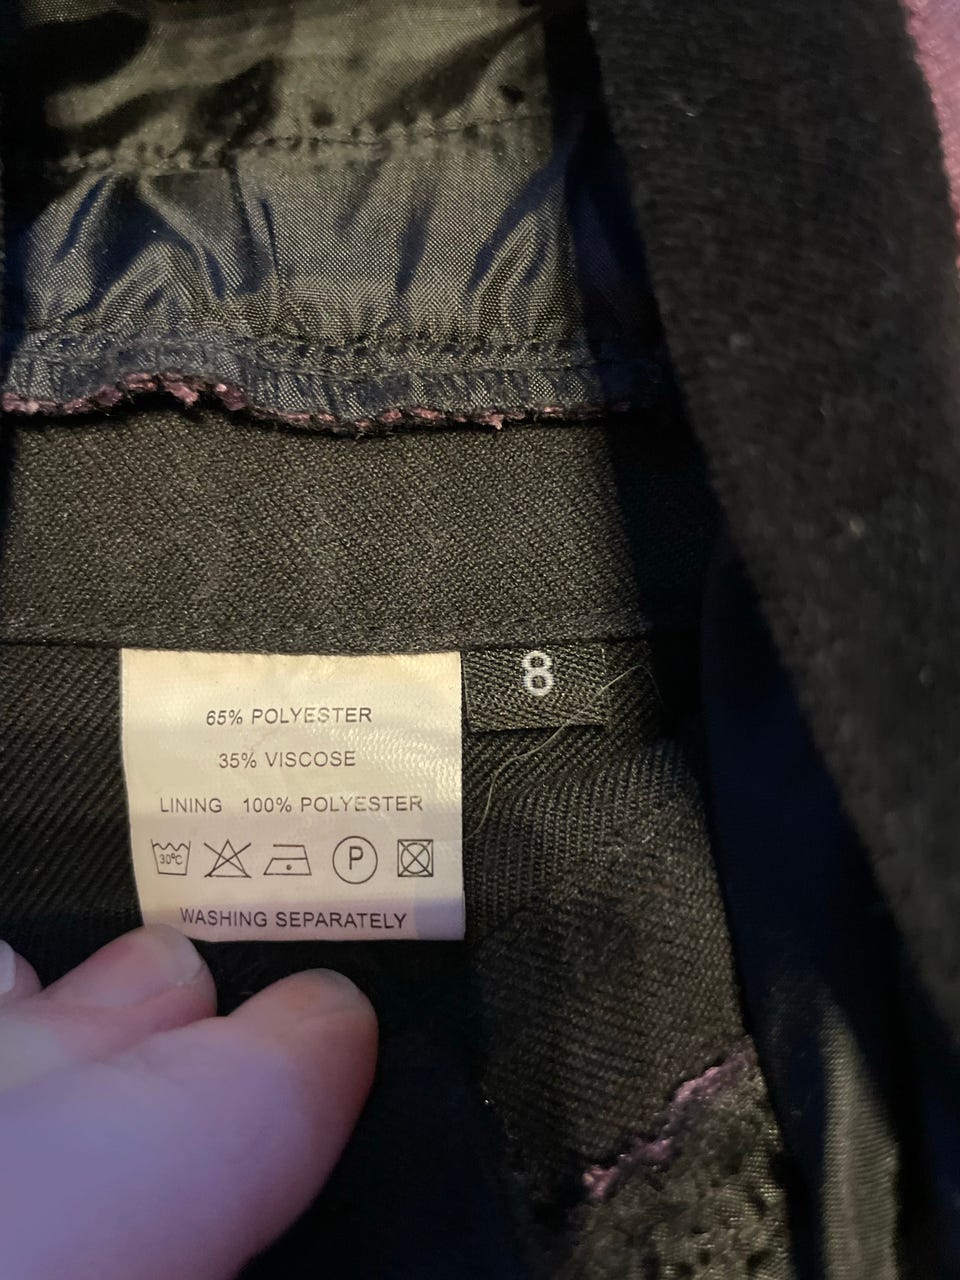 8
65% POLYESTER
35% VISCOSE
LINING 100% POLYESTER
30°C P
WASHING SEPARATELY